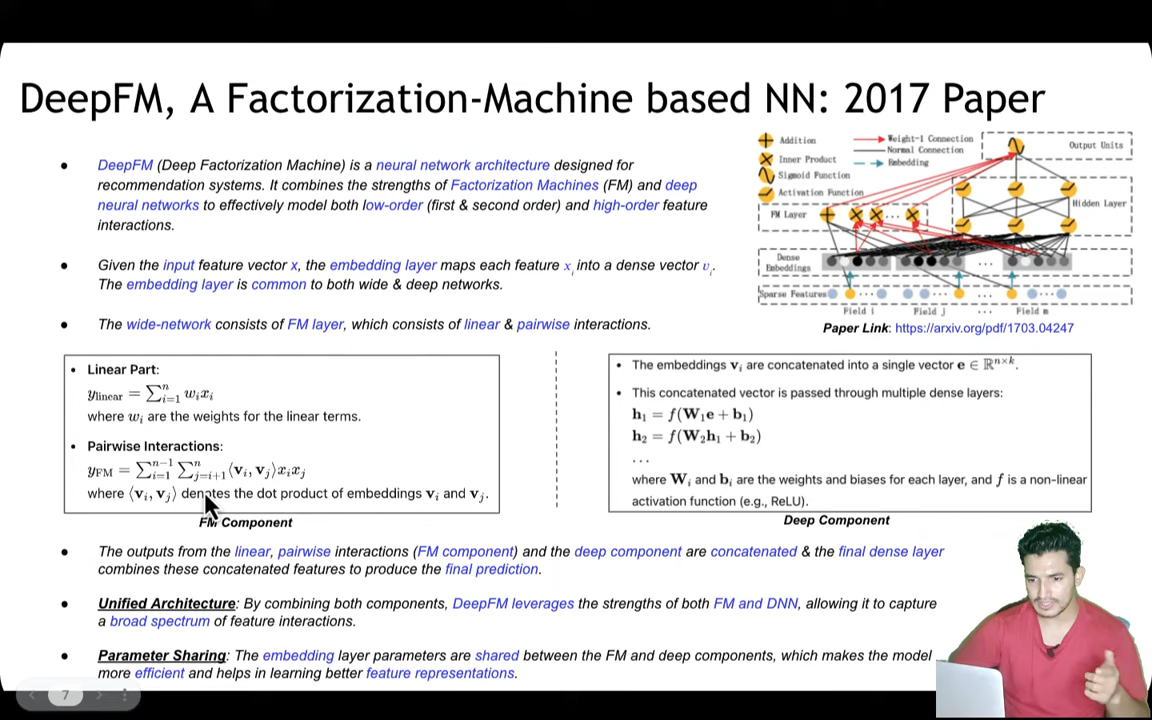 DeepFM, A Factorization-Machine based NN: 2017 Paper
● DeepFM (Deep Factorization Machine) is a neural network architecture designed for
recommendation systems. It combines the strengths of Factorization Machines (FM) and deep
neural networks to effectively model both low-order (first & second order) and high-order feature
interactions.
● Given the input feature vector x, the embedding layer maps each feature xᵢ into a dense vector vᵢ.
The embedding layer is common to both wide & deep networks.
● The wide-network consists of FM layer, which consists of linear & pairwise interactions.
Addition
Inner Product
Sigmoid Function
Activation Function
Weight-1 Connection
Normal Connection
Embedding
Output Units
FM Layer
Hidden Layer
Dense
Embeddings
Sparse Features
Field i Field j ... Field m
Paper Link: https://arxiv.org/pdf/1703.04247
• Linear Part:
y_linear = ∑ᵢ₌₁ⁿ wᵢxᵢ
where wᵢ are the weights for the linear terms.
• Pairwise Interactions:
y_FM = ∑ᵢ₌₁ⁿ⁻¹ ∑ⱼ₌ᵢ₊₁ⁿ ⟨vᵢ, vⱼ⟩xᵢxⱼ
where ⟨vᵢ, vⱼ⟩ denotes the dot product of embeddings vᵢ and vⱼ.
FM Component
• The embeddings vᵢ are concatenated into a single vector e ∈ ℝⁿˣᵏ.
• This concatenated vector is passed through multiple dense layers:
h₁ = f(W₁e + b₁)
h₂ = f(W₂h₁ + b₂)
...
where Wᵢ and bᵢ are the weights and biases for each layer, and f is a non-linear
activation function (e.g., ReLU).
Deep Component
● The outputs from the linear, pairwise interactions (FM component) and the deep component are concatenated & the final dense layer
combines these concatenated features to produce the final prediction.
● Unified Architecture: By combining both components, DeepFM leverages the strengths of both FM and DNN, allowing it to capture
a broad spectrum of feature interactions.
● Parameter Sharing: The embedding layer parameters are shared between the FM and deep components, which makes the model
more efficient and helps in learning better feature representations.
7